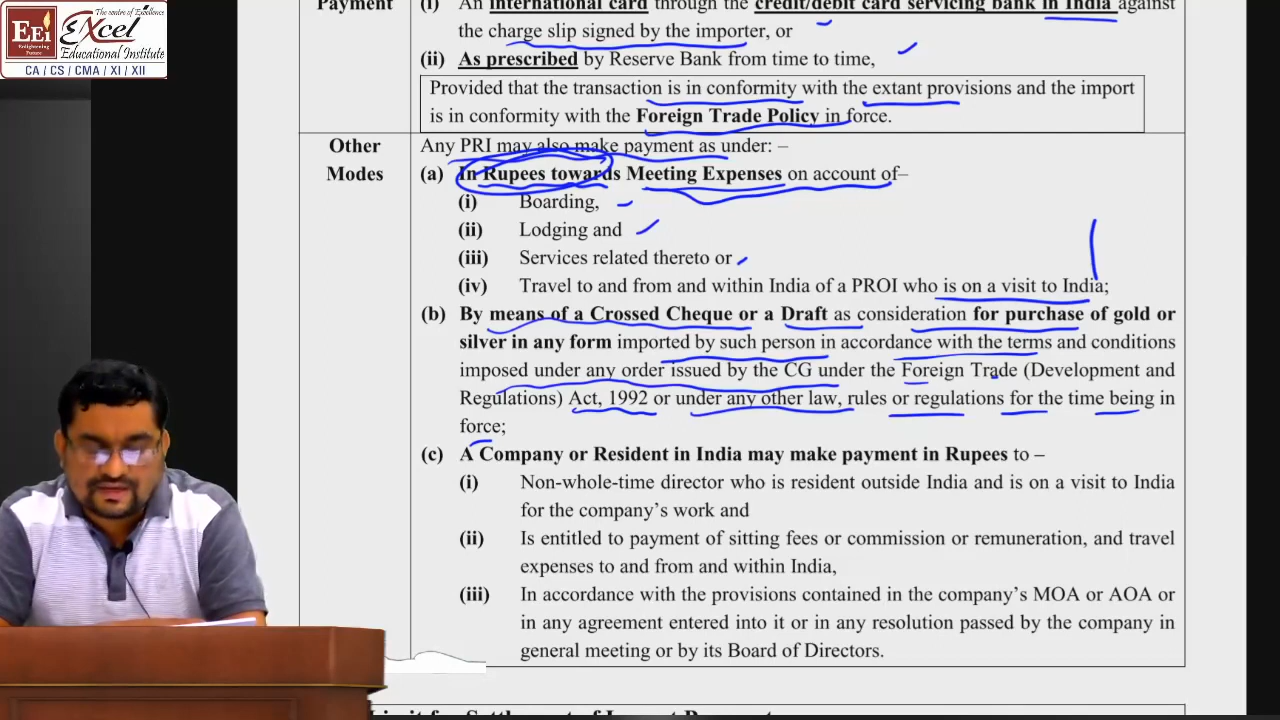 The centre of Excellence
EEi
Enlightening
Future
EXcel
Educational Institute
CA / CS / CMA / XI / XII
Payment
(i) An international card through the credit/debit card servicing bank in India against
the charge slip signed by the importer, or
(ii) As prescribed by Reserve Bank from time to time,
Provided that the transaction is in conformity with the extant provisions and the import
is in conformity with the Foreign Trade Policy in force.
Other
Modes
Any PRI may also make payment as under: –
(a) In Rupees towards Meeting Expenses on account of–
(i) Boarding,
(ii) Lodging and
(iii) Services related thereto or
(iv) Travel to and from and within India of a PROI who is on a visit to India;
(b) By means of a Crossed Cheque or a Draft as consideration for purchase of gold or
silver in any form imported by such person in accordance with the terms and conditions
imposed under any order issued by the CG under the Foreign Trade (Development and
Regulations) Act, 1992 or under any other law, rules or regulations for the time being in
force;
(c) A Company or Resident in India may make payment in Rupees to –
(i) Non-whole-time director who is resident outside India and is on a visit to India
for the company's work and
(ii) Is entitled to payment of sitting fees or commission or remuneration, and travel
expenses to and from and within India,
(iii) In accordance with the provisions contained in the company's MOA or AOA or
in any agreement entered into it or in any resolution passed by the company in
general meeting or by its Board of Directors.